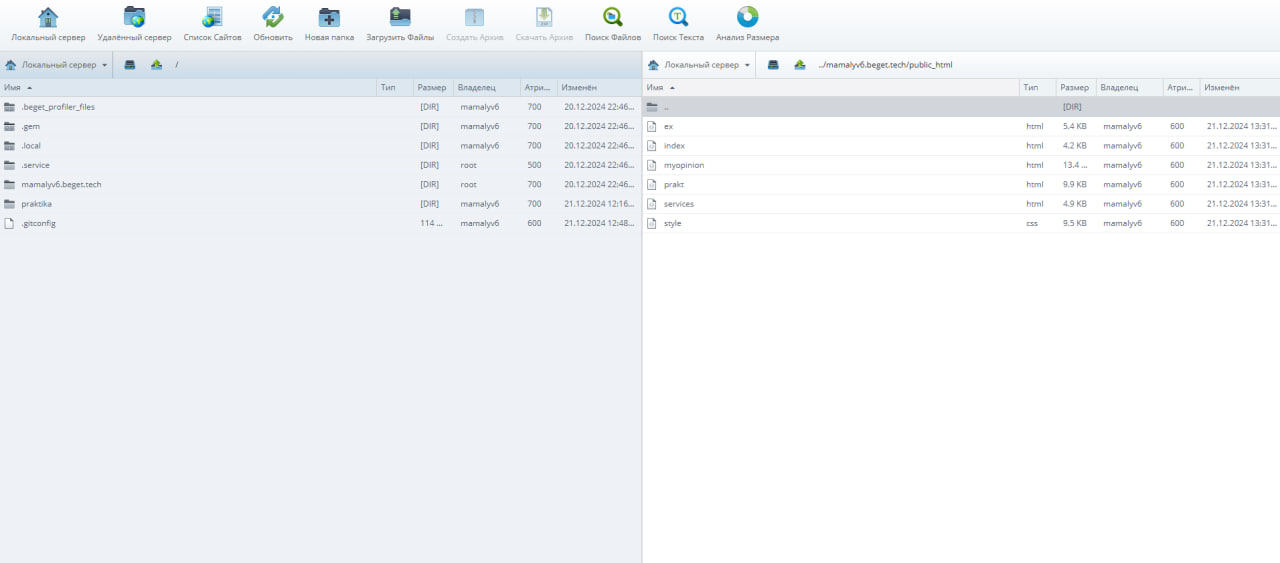 Локальный сервер Удалённый сервер Список Сайтов Обновить Новая папка Загрузить Файлы Создать Архив Скачать Архив Поиск Файлов Поиск Текста Анализ Размера
Локальный сервер /
Имя Тип Размер Владелец Атри... Изменён
.beget_profiler_files [DIR] mamalyv6 700 20.12.2024 22:46...
.gem [DIR] mamalyv6 700 20.12.2024 22:46...
.local [DIR] mamalyv6 700 20.12.2024 22:46...
.service [DIR] root 500 20.12.2024 22:46...
mamalyv6.beget.tech [DIR] root 700 20.12.2024 22:46...
praktika [DIR] mamalyv6 700 21.12.2024 12:16...
.gitconfig 114 ... mamalyv6 600 21.12.2024 12:48...
Локальный сервер ../mamalyv6.beget.tech/public_html
Имя Тип Размер Владелец Атри... Изменён
.. [DIR]
ex html 5.4 KB mamalyv6 600 21.12.2024 13:31...
index html 4.2 KB mamalyv6 600 21.12.2024 13:31...
myopinion html 13.4 ... mamalyv6 600 21.12.2024 13:31...
prakt html 9.9 KB mamalyv6 600 21.12.2024 13:31...
services html 4.9 KB mamalyv6 600 21.12.2024 13:31...
style css 9.5 KB mamalyv6 600 21.12.2024 13:31...